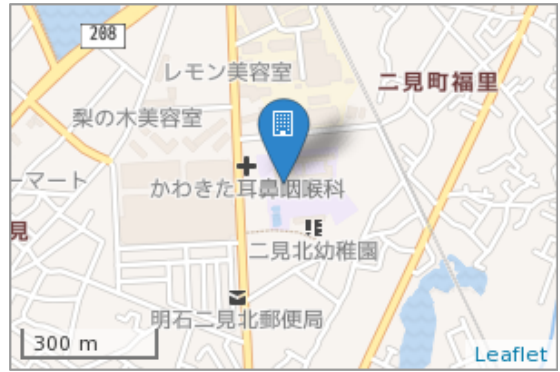 208
レモン美容室
二見町福里
梨の木美容室
ーマート
かわきた耳鼻咽喉科
見
二見北幼稚園
明石二見北郵便局
300 m
Leaflet